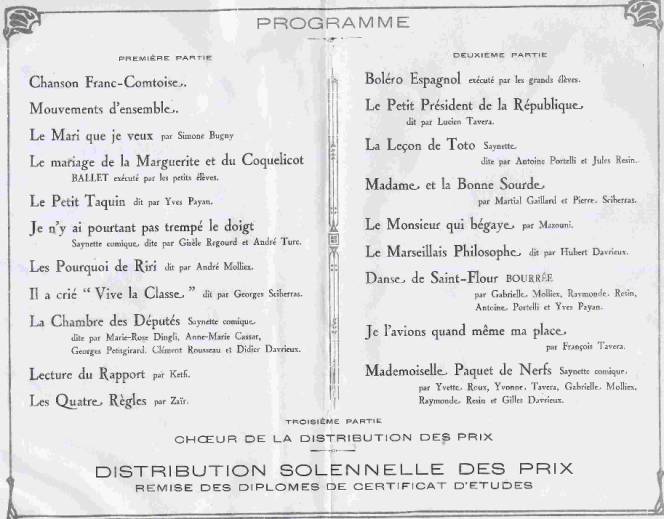 PROGRAMME
PREMIÈRE PARTIE
Chanson Franc-Comtoise.
Mouvements d'ensemble.
Le Mari que je veux par Simone Bugny
Le mariage de la Marguerite et du Coquelicot
BALLET exécuté par les petits élèves.
Le Petit Taquin dit par Yves Payan.
Je n'y ai pourtant pas trempé le doigt
Saynette comique, dite par Gisèle Regourd et André Ture.
Les Pourquoi de Riri dit par André Molliex.
Il a crié " Vive la Classe " dit par Georges Sciberras.
La Chambre des Députés Saynette comique
dite par Marie-Rose Dingli, Anne-Marie Cassar,
Georges Petitgirard, Clément Rousseau et Didier Davrieux.
Lecture du Rapport par Ketfi.
Les Quatre Règles par Zaïr.
DEUXIEME PARTIE
Boléro Espagnol exécuté par les grands élèves.
Le Petit Président de la République
dit par Lucien Tavera.
La Leçon de Toto Saynette
dite par Antoine Portelli et Jules Resin.
Madame et la Bonne Sourde
par Martial Gaillard et Pierre Sciberras.
Le Monsieur qui bégaye par Mazouni.
Le Marseillais Philosophe dit par Hubert Davrieux.
Danse de Saint-Flour BOURRÉE
par Gabrielle Molliex, Raymonde Resin,
Antoine Portelli et Yves Payan.
Je l'avions quand même ma place
par François Tavera.
Mademoiselle Paquet de Nerfs Saynette comique
par Yvette Roux, Yvonne Tavera, Gabrielle Molliex,
Raymonde Resin et Gilles Davrieux.
TROISIÈME PARTIE
CHŒUR DE LA DISTRIBUTION DES PRIX
DISTRIBUTION SOLENNELLE DES PRIX
REMISE DES DIPLOMES DE CERTIFICAT D'ETUDES